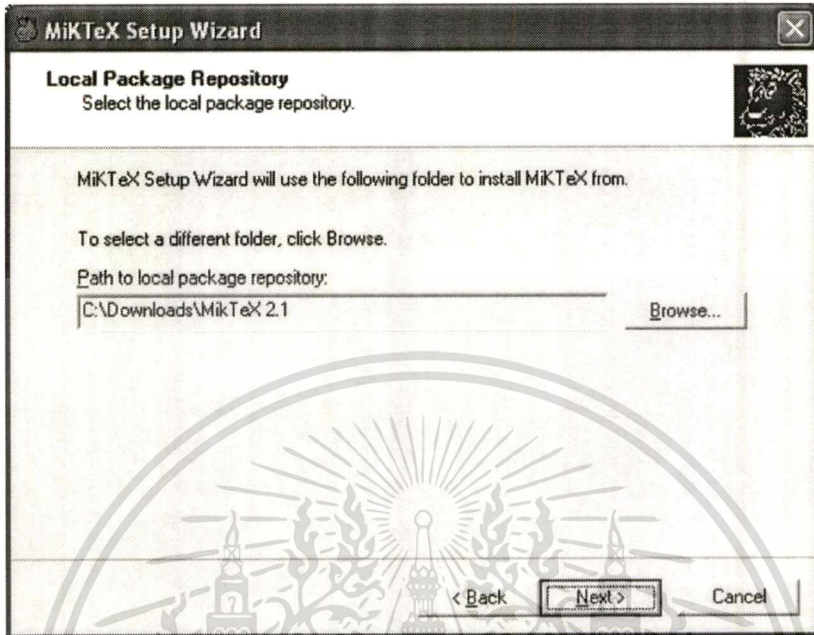 MiKTeX Setup Wizard
Local Package Repository
Select the local package repository.
MiKTeX Setup Wizard will use the following folder to install MiKTeX from.
To select a different folder, click Browse.
Path to local package repository:
C:\Downloads\MikTeX 2.1
Browse...
< Back
Next >
Cancel